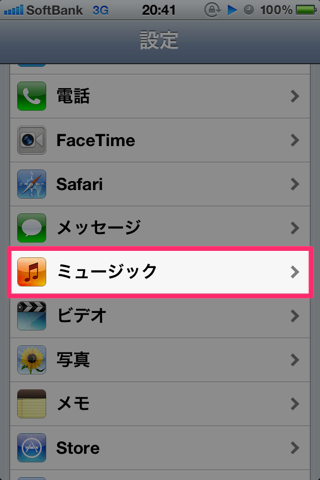 SoftBank 3G 20:41 100%
設定
電話
FaceTime
Safari
メッセージ
ミュージック
ビデオ
写真
メモ
Store